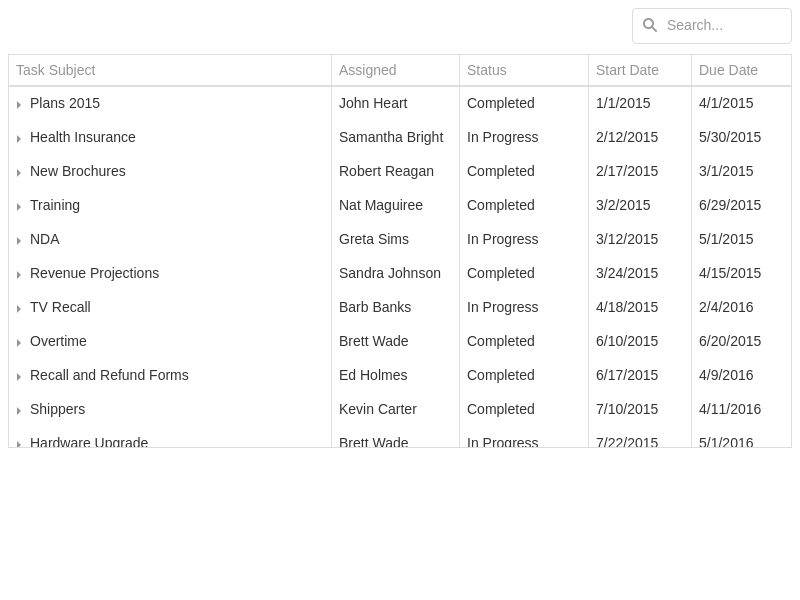 Search...
Task Subject Assigned Status Start Date Due Date
Plans 2015 John Heart Completed 1/1/2015 4/1/2015
Health Insurance Samantha Bright In Progress 2/12/2015 5/30/2015
New Brochures Robert Reagan Completed 2/17/2015 3/1/2015
Training Nat Maguiree Completed 3/2/2015 6/29/2015
NDA Greta Sims In Progress 3/12/2015 5/1/2015
Revenue Projections Sandra Johnson Completed 3/24/2015 4/15/2015
TV Recall Barb Banks In Progress 4/18/2015 2/4/2016
Overtime Brett Wade Completed 6/10/2015 6/20/2015
Recall and Refund Forms Ed Holmes Completed 6/17/2015 4/9/2016
Shippers Kevin Carter Completed 7/10/2015 4/11/2016
Hardware Upgrade Brett Wade In Progress 7/22/2015 5/1/2016